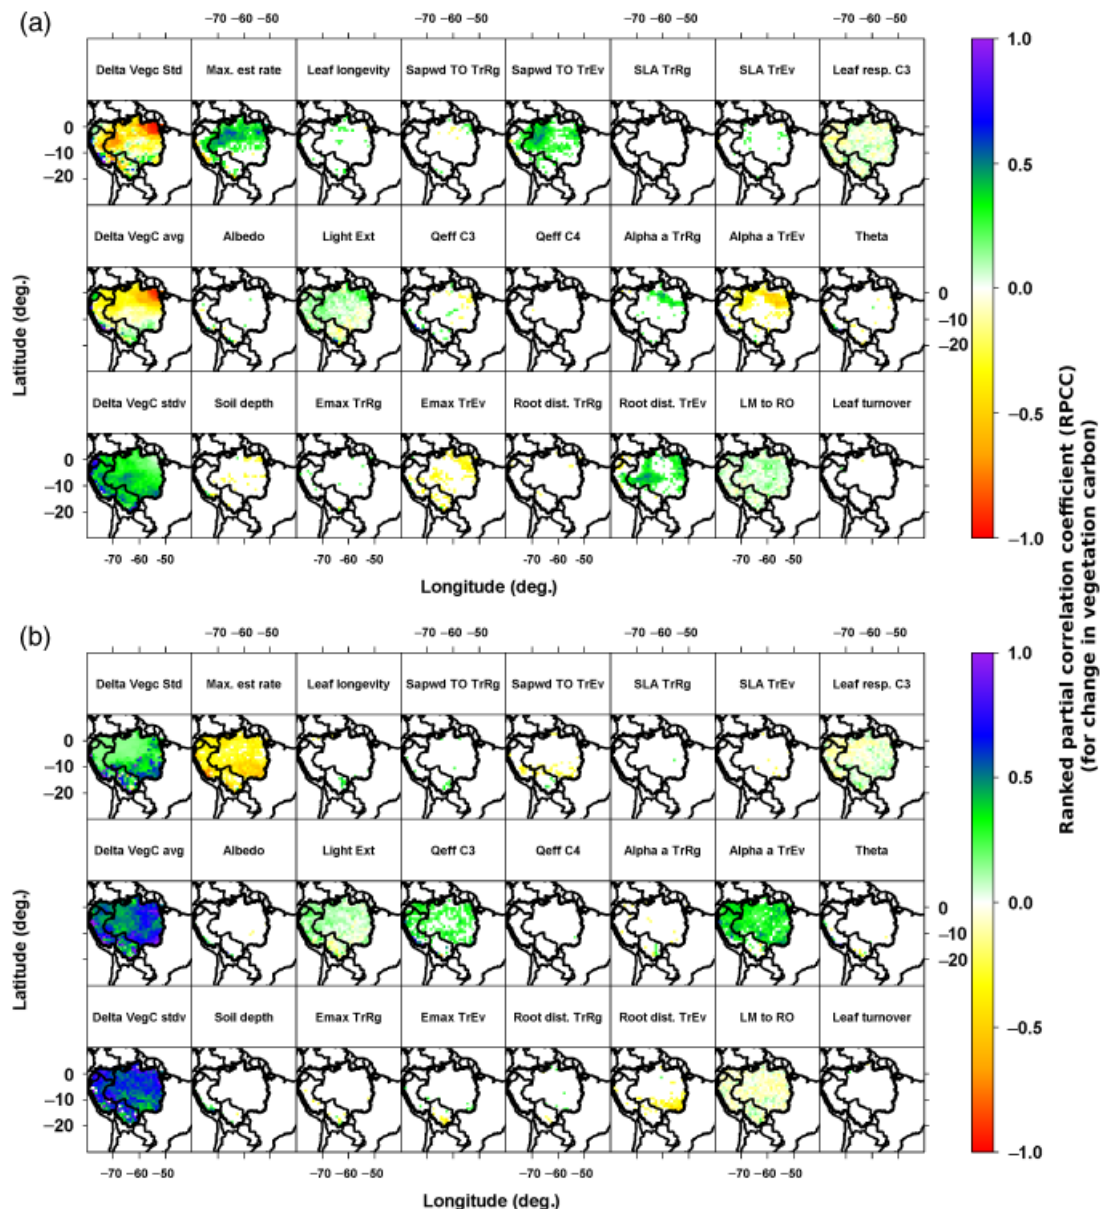 (a)
−70 −60 −50 −70 −60 −50 −70 −60 −50 −70 −60 −50
Delta Vegc Std Max. est rate Leaf longevity Sapwd TO TrRg Sapwd TO TrEv SLA TrRg SLA TrEv Leaf resp. C3
0
−10
−20
Delta VegC avg Albedo Light Ext Qeff C3 Qeff C4 Alpha a TrRg Alpha a TrEv Theta
0
−10
−20
Delta VegC stdv Soil depth Emax TrRg Emax TrEv Root dist. TrRg Root dist. TrEv LM to RO Leaf turnover
0
−10
−20
-70 -60 -50 −70 −60 −50 −70 −60 −50 -70 -60 -50
Longitude (deg.)
Latitude (deg.)
1.0
0.5
0.0
−0.5
−1.0
Ranked partial correlation coefficient (RPCC)
(for change in vegetation carbon)
(b)
−70 −60 −50 −70 −60 −50 −70 −60 −50 −70 −60 −50
Delta Vegc Std Max. est rate Leaf longevity Sapwd TO TrRg Sapwd TO TrEv SLA TrRg SLA TrEv Leaf resp. C3
0
−10
−20
Delta VegC avg Albedo Light Ext Qeff C3 Qeff C4 Alpha a TrRg Alpha a TrEv Theta
0
−10
−20
Delta VegC stdv Soil depth Emax TrRg Emax TrEv Root dist. TrRg Root dist. TrEv LM to RO Leaf turnover
0
−10
−20
−70 −60 −50 −70 −60 −50 −70 −60 −50 −70 −60 −50
Longitude (deg.)
Latitude (deg.)
1.0
0.5
0.0
−0.5
−1.0